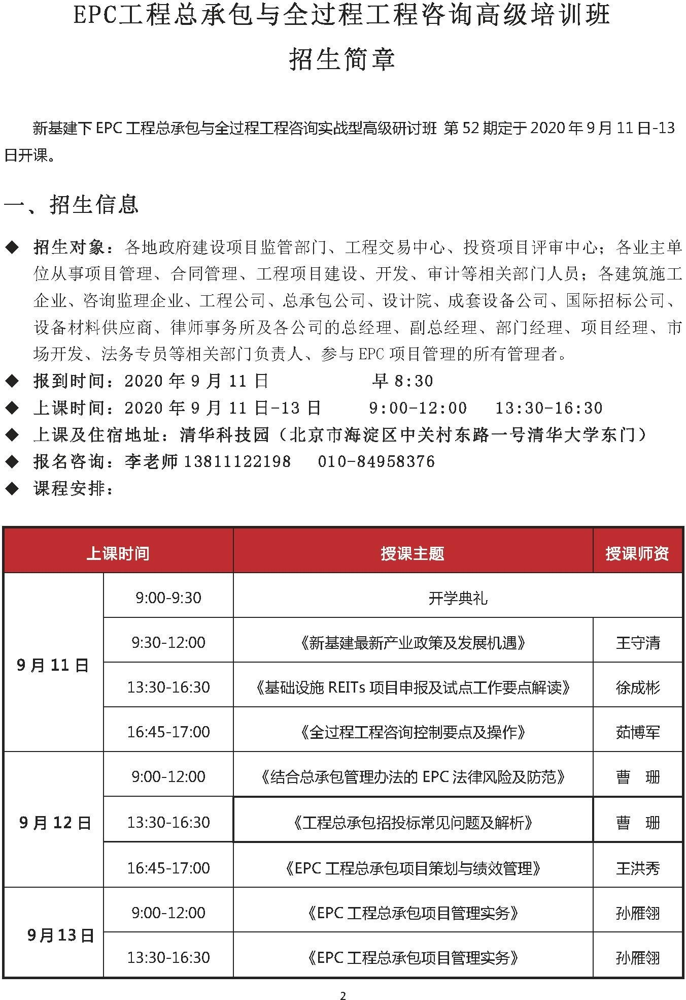 EPC工程总承包与全过程工程咨询高级培训班
招生简章
新基建下 EPC 工程总承包与全过程工程咨询实战型高级研讨班 第 52 期定于 2020 年 9 月 11 日-13
日开课。
一、招生信息
◆ 招生对象：各地政府建设项目监管部门、工程交易中心、投资项目评审中心；各业主单
位从事项目管理、合同管理、工程项目建设、开发、审计等相关部门人员；各建筑施工
企业、咨询监理企业、工程公司、总承包公司、设计院、成套设备公司、国际招标公司、
设备材料供应商、律师事务所及各公司的总经理、副总经理、部门经理、项目经理、市
场开发、法务专员等相关部门负责人、参与 EPC 项目管理的所有管理者。
◆ 报到时间：2020 年 9 月 11 日 早 8:30
◆ 上课时间：2020 年 9 月 11 日-13 日 9:00-12:00 13:30-16:30
◆ 上课及住宿地址：清华科技园（北京市海淀区中关村东路一号清华大学东门）
◆ 报名咨询：李老师 13811122198 010-84958376
◆ 课程安排：
上课时间 授课主题 授课师资
9:00-9:30 开学典礼
9:30-12:00 《新基建最新产业政策及发展机遇》 王守清
9 月 11 日
13:30-16:30 《基础设施 REITs 项目申报及试点工作要点解读》 徐成彬
16:45-17:00 《全过程工程咨询控制要点及操作》 茹博军
9:00-12:00 《结合总承包管理办法的 EPC 法律风险及防范》 曹 珊
9 月 12 日 13:30-16:30 《工程总承包招投标常见问题及解析》 曹 珊
16:45-17:00 《EPC 工程总承包项目策划与绩效管理》 王洪秀
9:00-12:00 《EPC 工程总承包项目管理实务》 孙雁翎
9 月 13 日
13:30-16:30 《EPC 工程总承包项目管理实务》 孙雁翎
2